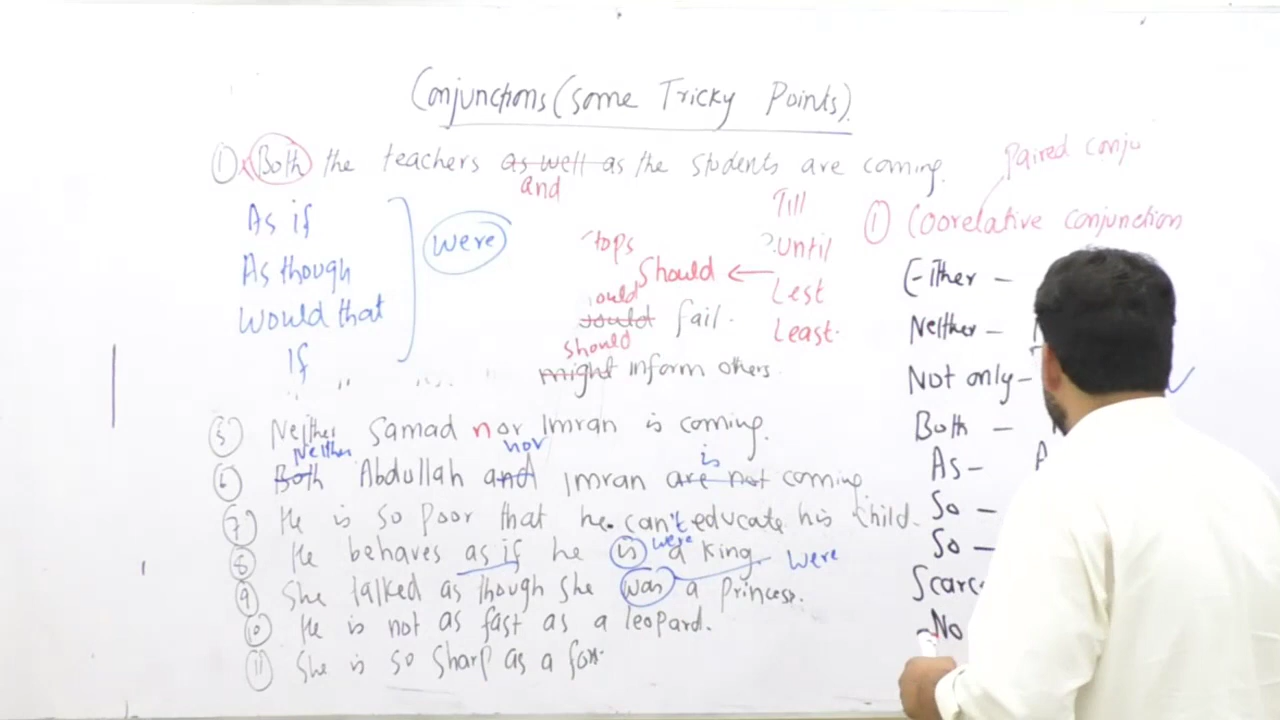 Conjunctions (Some Tricky Points).
① Both the teachers as well as the students are coming.
and
As if
As though
Would that
If
were
Till
Until
Lest
Least.
tops
Should ←
ould
would fail.
should
might inform others.
5 Neither Samad nor Imran is coming.
Neither nor is
6 Both Abdullah and Imran are not coming
7 He is so poor that he can't educate his child.
8 He behaves as if he is a king
were were
9 She talked as though she was a Princess.
10 He is not as fast as a leopard.
11 She is so sharp as a fox.
Paired conju
① Coorelative conjunction
Either –
Neither –
Not only –
Both –
As – A
So –
So –
Scarce
No